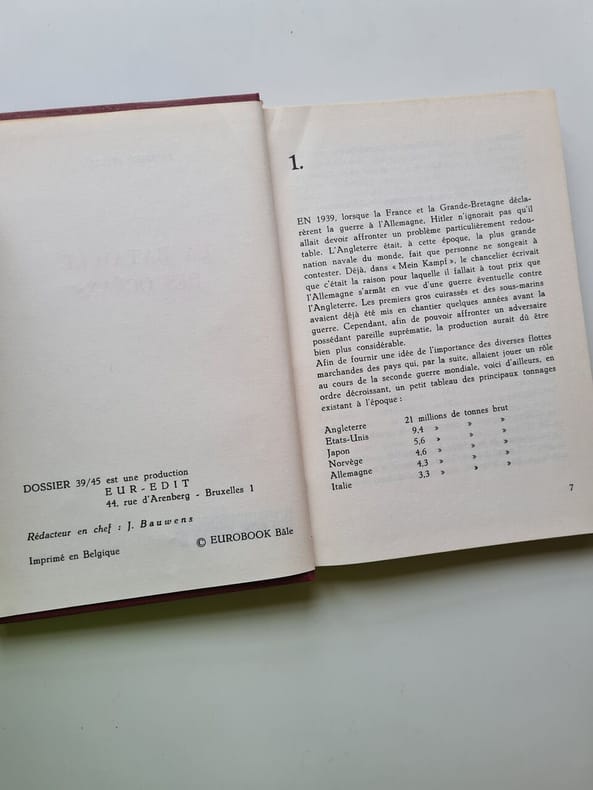 DOSSIER 39/45 est une production
EUR-EDIT
44, rue d'Arenberg - Bruxelles 1
Rédacteur en chef : J. Bauwens
© EUROBOOK Bâle
Imprimé en Belgique
1.
EN 1939, lorsque la France et la Grande-Bretagne décla-
rèrent la guerre à l'Allemagne. Hitler n'ignorait pas qu'il
allait devoir affronter un problème particulièrement redou-
table. L'Angleterre était, à cette époque, la plus grande
nation navale du monde, fait que personne ne songeait à
contester. Déjà, dans « Mein Kampf », le chancelier écrivait
que c'était la raison pour laquelle il fallait à tout prix que
l'Allemagne s'armât en vue d'une guerre éventuelle contre
l'Angleterre. Les premiers gros cuirassés et des sous-marins
avaient déjà été mis en chantier quelques années avant la
guerre. Cependant, afin de pouvoir affronter un adversaire
possédant pareille suprématie, la production aurait dû être
bien plus considérable.
Afin de fournir une idée de l'importance des diverses flottes
marchandes des pays qui, par la suite, allaient jouer un rôle
au cours de la seconde guerre mondiale, voici d'ailleurs, en
ordre décroissant, un petit tableau des principaux tonnages
existant à l'époque :
Angleterre 21 millions de tonnes brut
Etats-Unis 9,4 » » »
Japon 5,6 » » »
Norvège 4,6 » » »
Allemagne 4,3 » » »
Italie 3,3 » » »
7